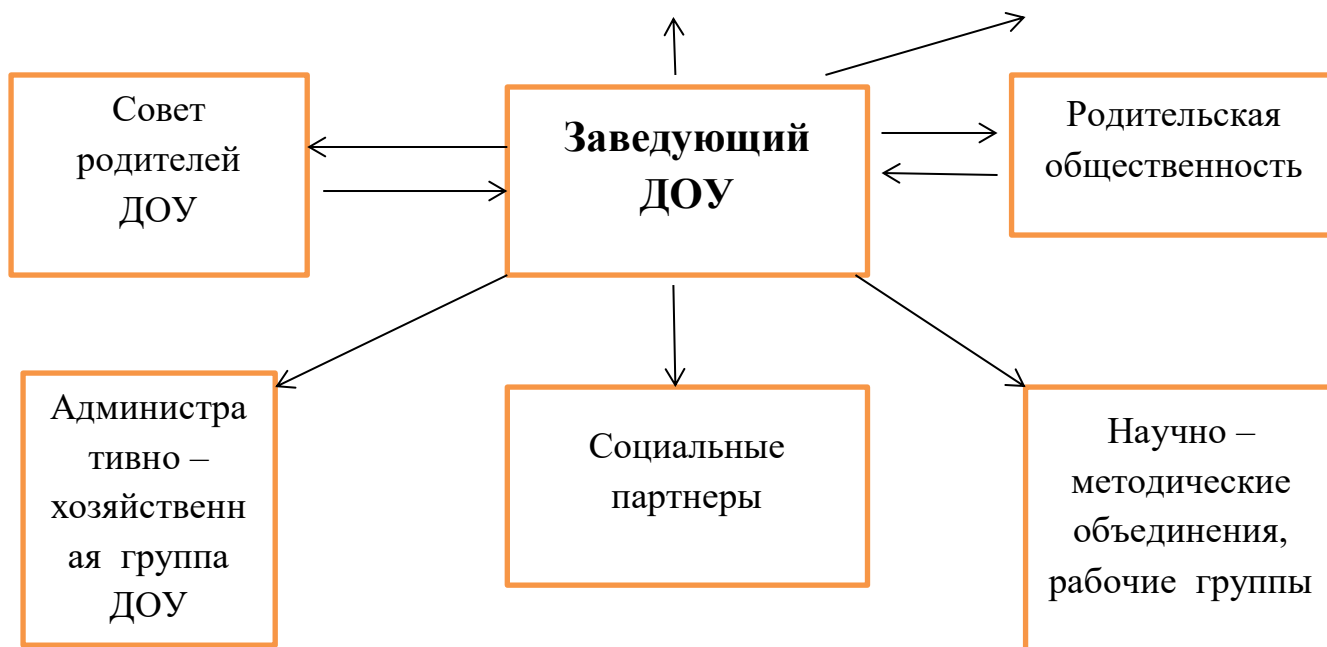 Совет
родителей
ДОУ
Заведующий
ДОУ
Родительская
общественность
Администра
тивно –
хозяйственн
ая группа
ДОУ
Социальные
партнеры
Научно –
методические
объединения,
рабочие группы